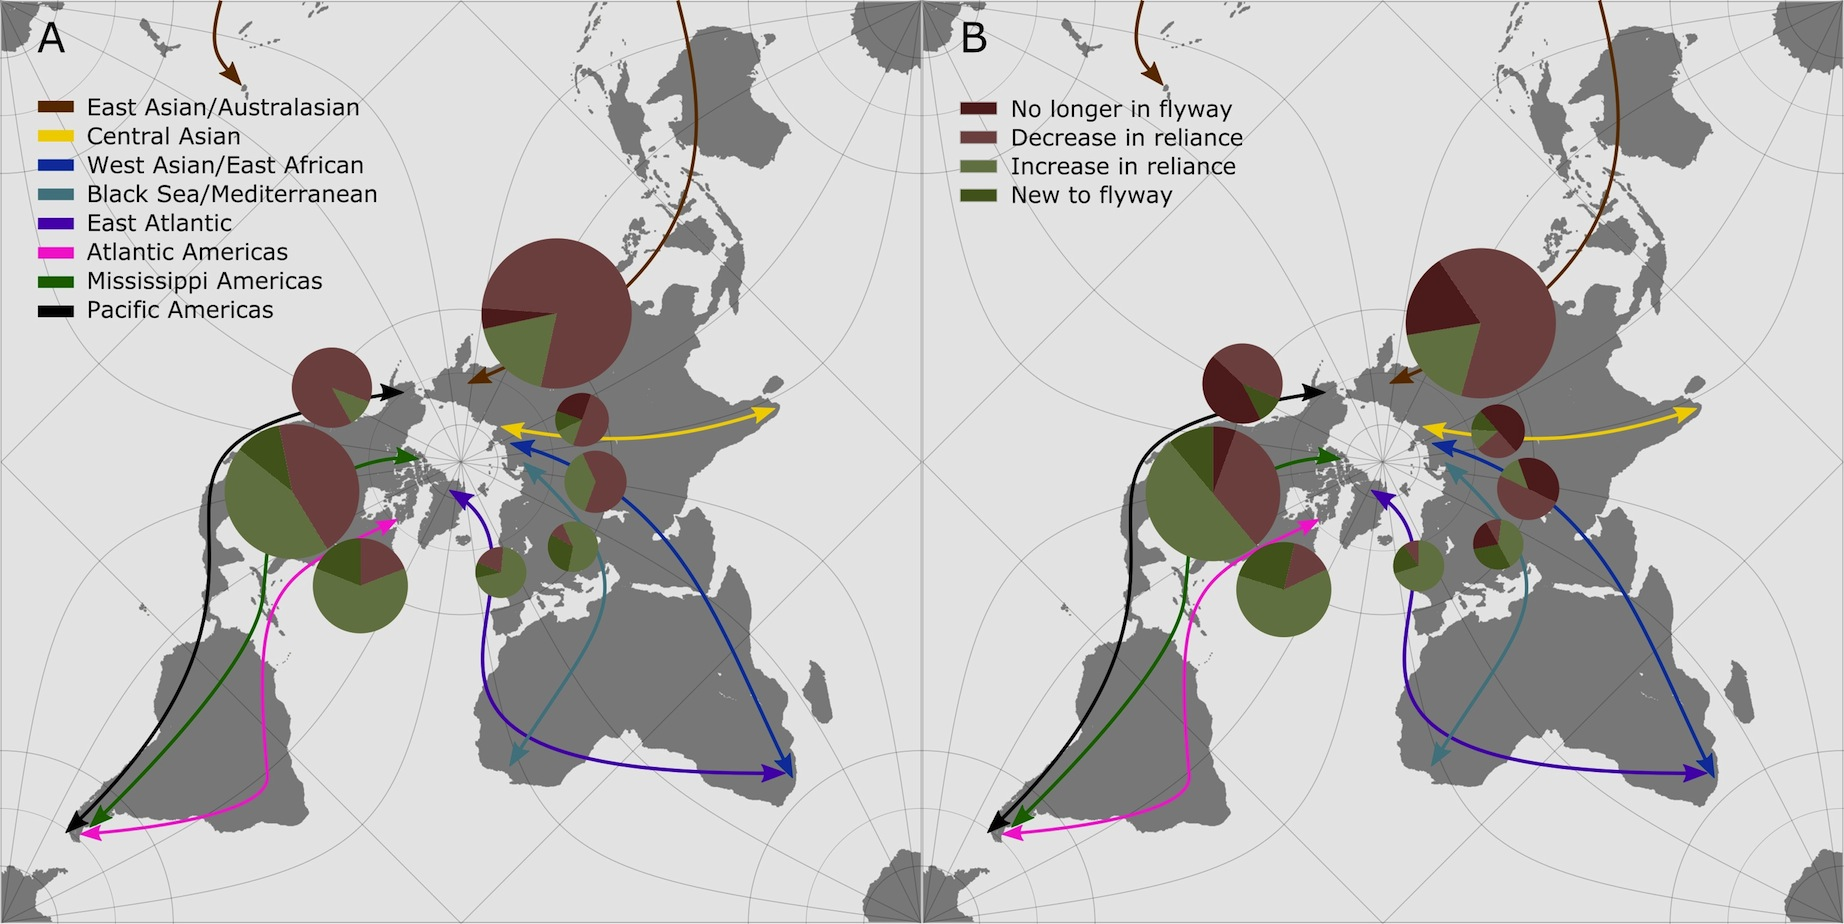 A
East Asian/Australasian
Central Asian
West Asian/East African
Black Sea/Mediterranean
East Atlantic
Atlantic Americas
Mississippi Americas
Pacific Americas
B
No longer in flyway
Decrease in reliance
Increase in reliance
New to flyway